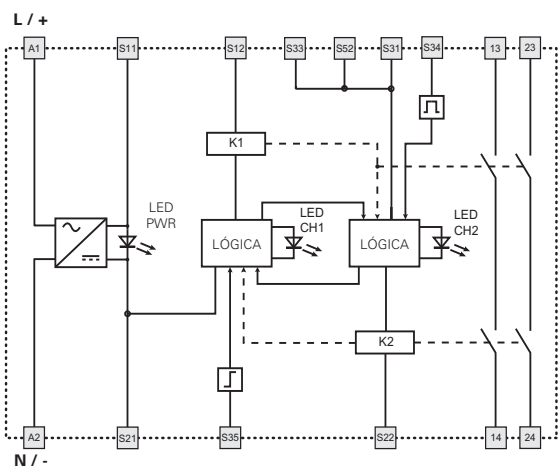 L / +
A1
S11
S12
S33
S52
S31
S34
13
23
K1
LED
PWR
LÓGICA
LED
CH1
LÓGICA
LED
CH2
K2
A2
S21
S35
S22
14
24
N / -